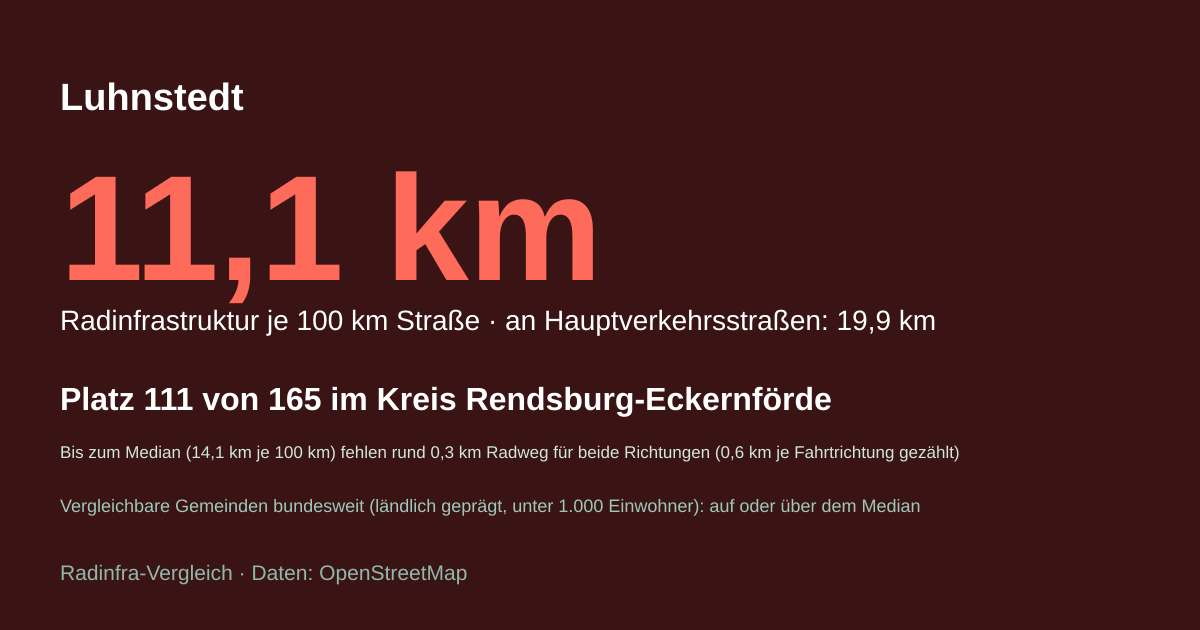 Luhnstedt
11,1 km
Radinfrastruktur je 100 km Straße · an Hauptverkehrsstraßen: 19,9 km
Platz 111 von 165 im Kreis Rendsburg-Eckernförde
Bis zum Median (14,1 km je 100 km) fehlen rund 0,3 km Radweg für beide Richtungen (0,6 km je Fahrtrichtung gezählt)
Vergleichbare Gemeinden bundesweit (ländlich geprägt, unter 1.000 Einwohner): auf oder über dem Median
Radinfra-Vergleich · Daten: OpenStreetMap